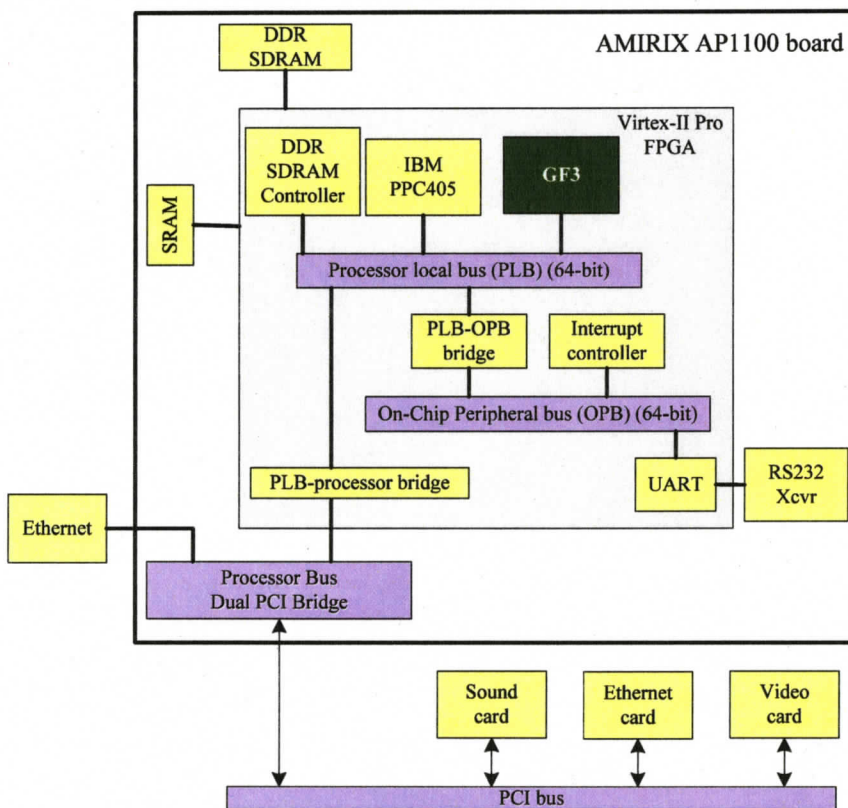 DDR
SDRAM
AMIRIX AP1100 board
Virtex-II Pro
FPGA
DDR
SDRAM
Controller
IBM
PPC405
GF3
SRAM
Processor local bus (PLB) (64-bit)
PLB-OPB
bridge
Interrupt
controller
On-Chip Peripheral bus (OPB) (64-bit)
PLB-processor bridge
UART
RS232
Xcvr
Ethernet
Processor Bus
Dual PCI Bridge
Sound
card
Ethernet
card
Video
card
PCI bus